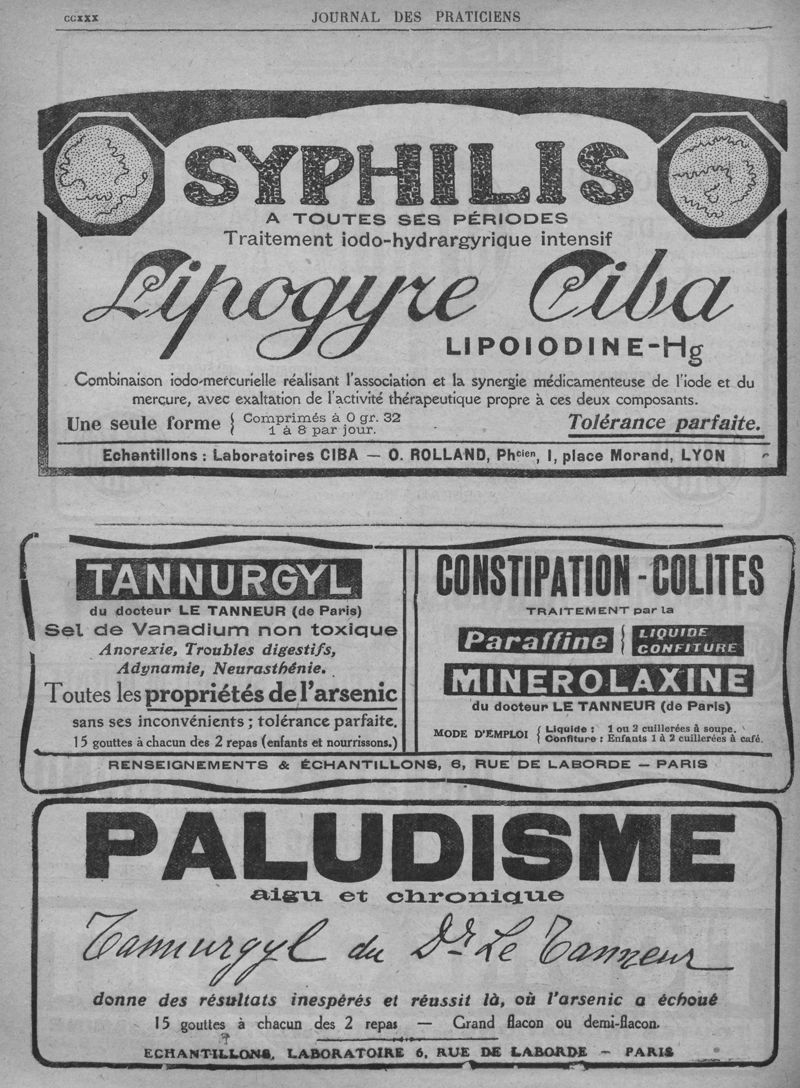 CCXXX
JOURNAL DES PRATICIENS
SYPHILIS
A TOUTES SES PÉRIODES
Traitement iodo-hydrargyrique intensif
Lipogyre Ciba
LIPOIODINE-Hg
Combinaison iodo-mercurielle réalisant l'association et la synergie médicamenteuse de l'iode et du
mercure, avec exaltation de l'activité thérapeutique propre à ces deux composants.
Une seule forme { Comprimés à 0 gr. 32
1 à 8 par jour.
Tolérance parfaite.
Echantillons : Laboratoires CIBA — O. ROLLAND, Phcien, 1, place Morand, LYON
TANNURGYL
du docteur LE TANNEUR (de Paris)
Sel de Vanadium non toxique
Anorexie, Troubles digestifs,
Adynamie, Neurasthénie.
Toutes les propriétés de l'arsenic
sans ses inconvénients ; tolérance parfaite.
15 gouttes à chacun des 2 repas (enfants et nourrissons.)
CONSTIPATION - COLITES
TRAITEMENT par la
Paraffine { LIQUIDE
CONFITURE
MINEROLAXINE
du docteur LE TANNEUR (de Paris)
MODE D'EMPLOI { Liquide : 1 ou 2 cuillerées à soupe.
Confiture : Enfants 1 à 2 cuillerées à café.
RENSEIGNEMENTS & ÉCHANTILLONS, 6, RUE DE LABORDE — PARIS
PALUDISME
aigu et chronique
Tannurgyl du Dr Le Tanneur
donne des résultats inespérés et réussit là, où l'arsenic a échoué
15 gouttes à chacun des 2 repas — Grand flacon ou demi-flacon.
ECHANTILLONS, LABORATOIRE 6, RUE DE LABORDE — PARIS